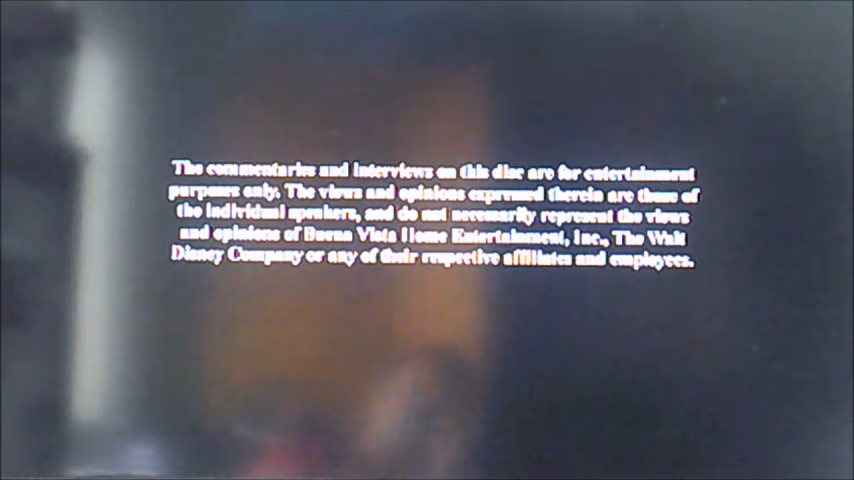 The commentaries and interviews on this disc are for entertainment
purposes only. The views and opinions expressed therein are those of
the individual speakers, and do not necessarily represent the views
and opinions of Buena Vista Home Entertainment, Inc., The Walt
Disney Company or any of their respective affiliates and employees.